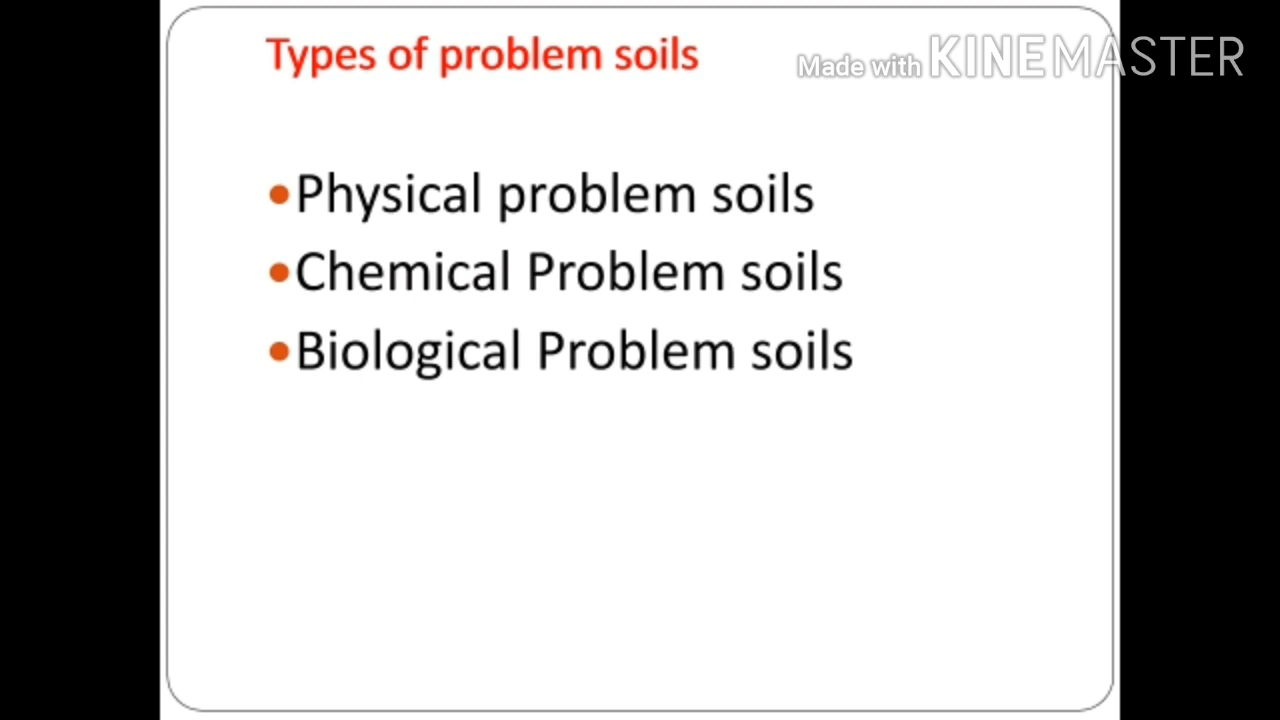 Types of problem soils
Made with KINEMASTER
•Physical problem soils
•Chemical Problem soils
•Biological Problem soils